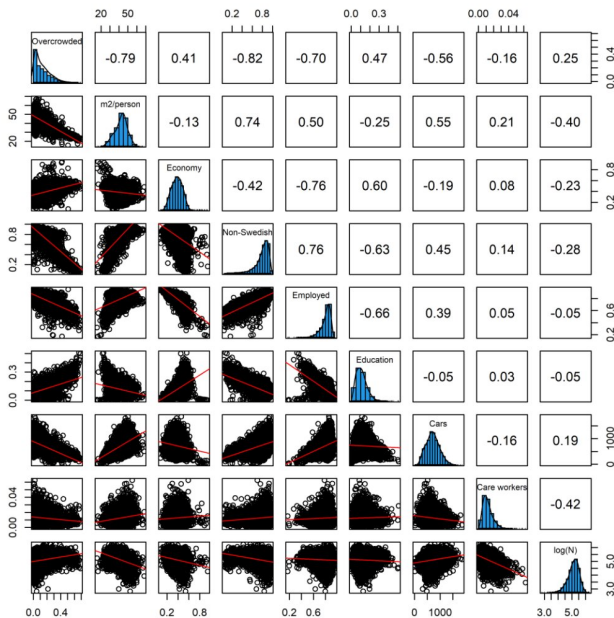 20 50
0.2 0.8
0.0 0.3
0.00 0.04
Overcrowded -0.79 0.41 -0.82 -0.70 0.47 -0.56 -0.16 0.25
0.0 0.4
m2/person -0.13 0.74 0.50 -0.25 0.55 0.21 -0.40
20 50
Economy -0.42 -0.76 0.60 -0.19 0.08 -0.23
0.2 0.8
Non-Swedish 0.76 -0.63 0.45 0.14 -0.28
0.2 0.8
Employed -0.66 0.39 0.05 -0.05
0.2 0.6
Education -0.05 0.03 -0.05
0.0 0.3
Cars -0.16 0.19
0 1000
Care workers -0.42
0.00 0.04
log(N)
3.0 5.0
0.0 0.4
0.2 0.8
0.2 0.6
0 1000
3.0 5.0